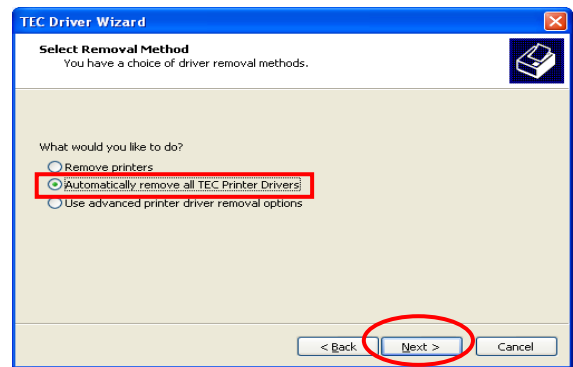 TEC Driver Wizard
Select Removal Method
You have a choice of driver removal methods.
What would you like to do?
Remove printers
Automatically remove all TEC Printer Drivers
Use advanced printer driver removal options
< Back Next > Cancel